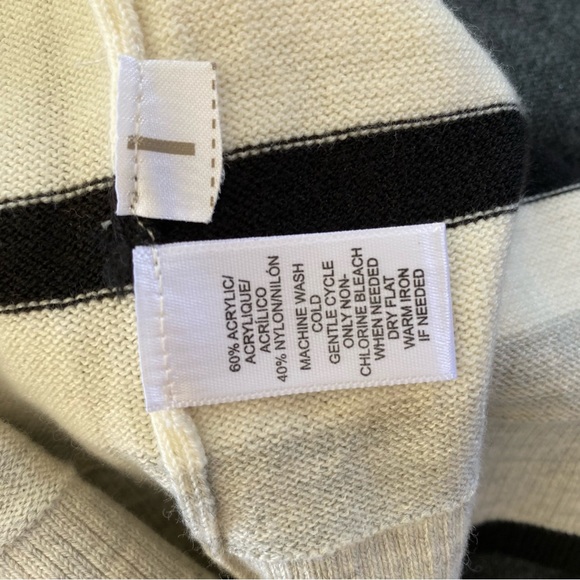 60% ACRYLIC/
ACRYLIQUE/
ACRÍLICO
40% NYLON/NILÓN
MACHINE WASH
COLD
GENTLE CYCLE
ONLY NON-
CHLORINE BLEACH
WHEN NEEDED
DRY FLAT
WARM IRON
IF NEEDED